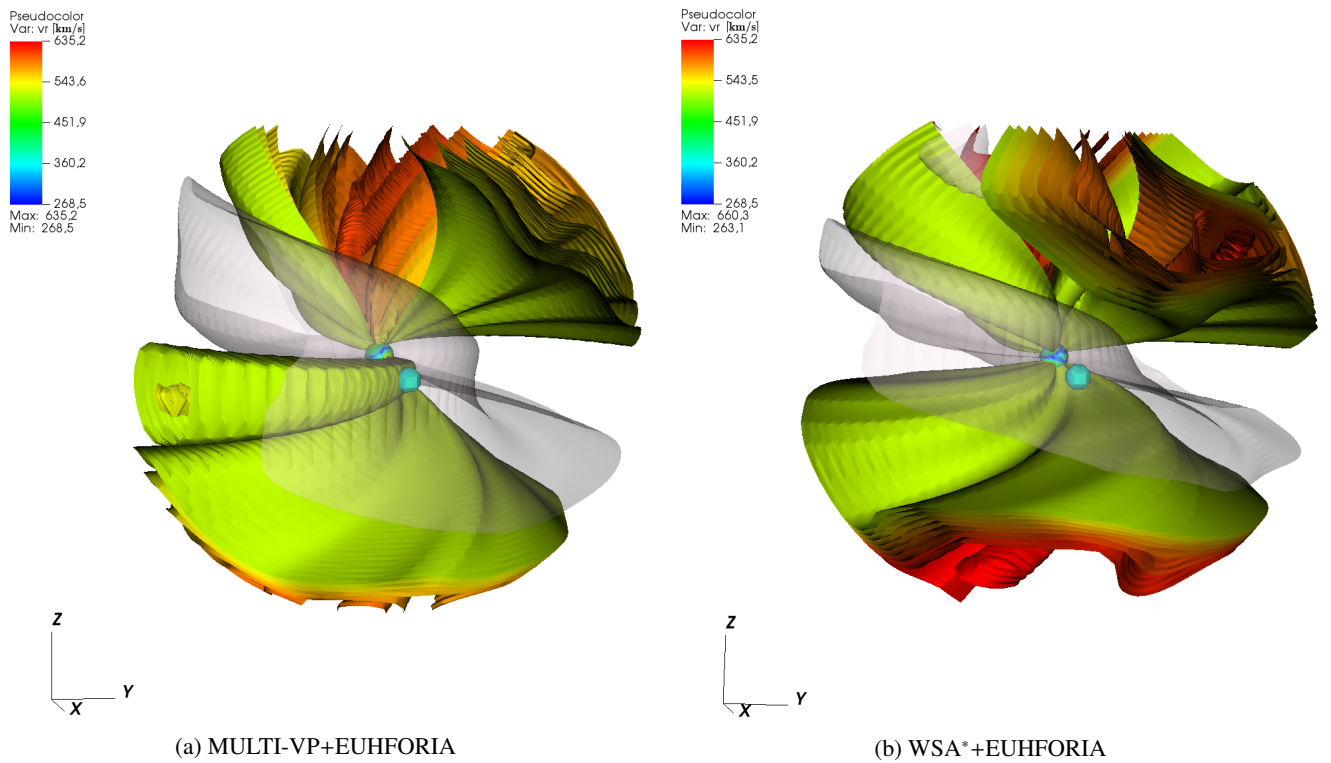 Pseudocolor
Var: vr [km/s]
635,2
543,6
451,9
360,2
268,5
Max: 635,2
Min: 268,5
Z
Y
X
(a) MULTI-VP+EUHFORIA
Pseudocolor
Var: vr [km/s]
635,2
543,5
451,9
360,2
268,5
Max: 660,3
Min: 263,1
Z
Y
X
(b) WSA*+EUHFORIA